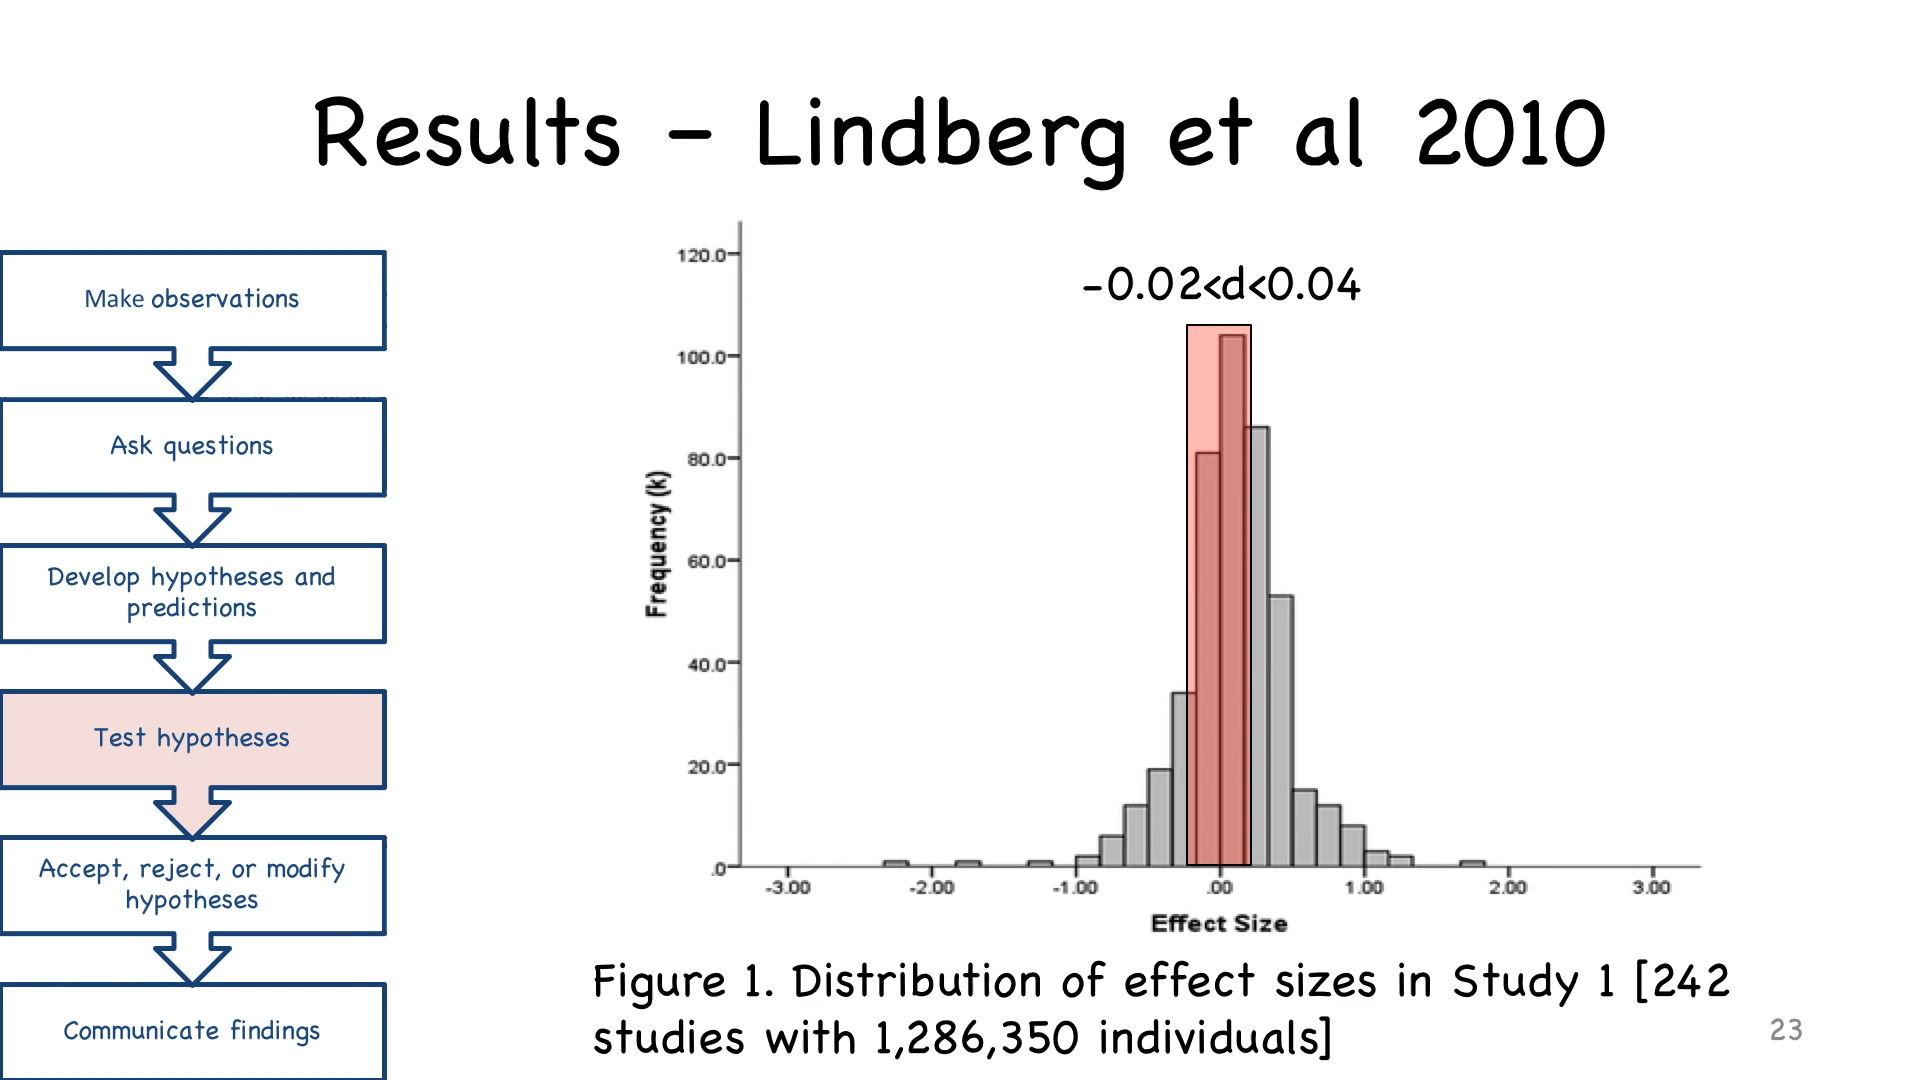 Results – Lindberg et al 2010
Make observations
Ask questions
Develop hypotheses and
predictions
Test hypotheses
Accept, reject, or modify
hypotheses
Communicate findings
-0.02<d<0.04
Frequency (k)
120.0
100.0
80.0
60.0
40.0
20.0
.0
-3.00 -2.00 -1.00 .00 1.00 2.00 3.00
Effect Size
Figure 1. Distribution of effect sizes in Study 1 [242
studies with 1,286,350 individuals]
23